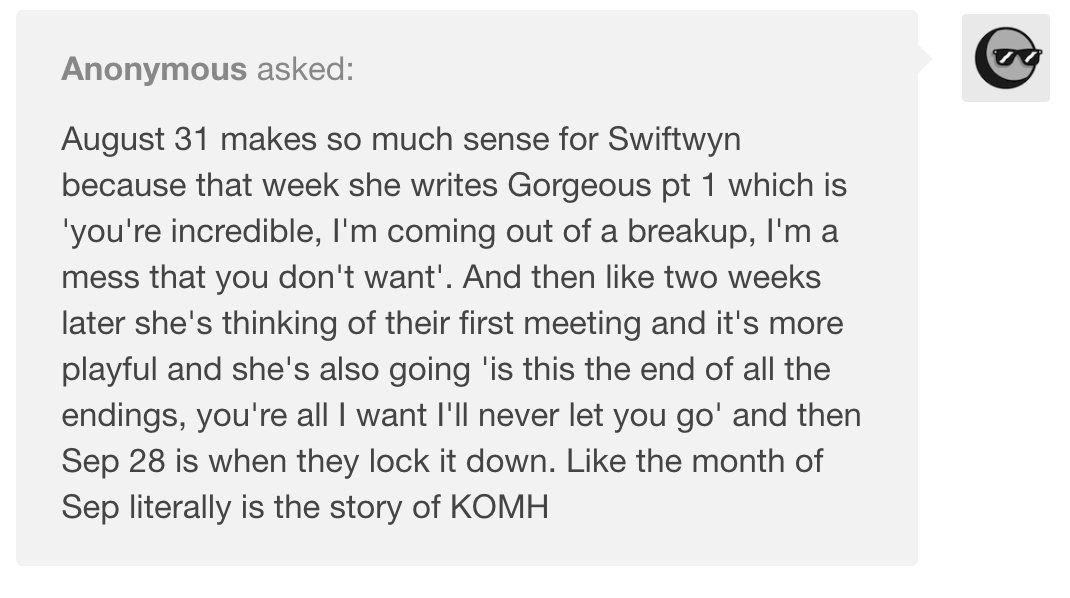 Anonymous asked:
August 31 makes so much sense for Swiftwyn
because that week she writes Gorgeous pt 1 which is
'you're incredible, I'm coming out of a breakup, I'm a
mess that you don't want'. And then like two weeks
later she's thinking of their first meeting and it's more
playful and she's also going 'is this the end of all the
endings, you're all I want I'll never let you go' and then
Sep 28 is when they lock it down. Like the month of
Sep literally is the story of KOMH